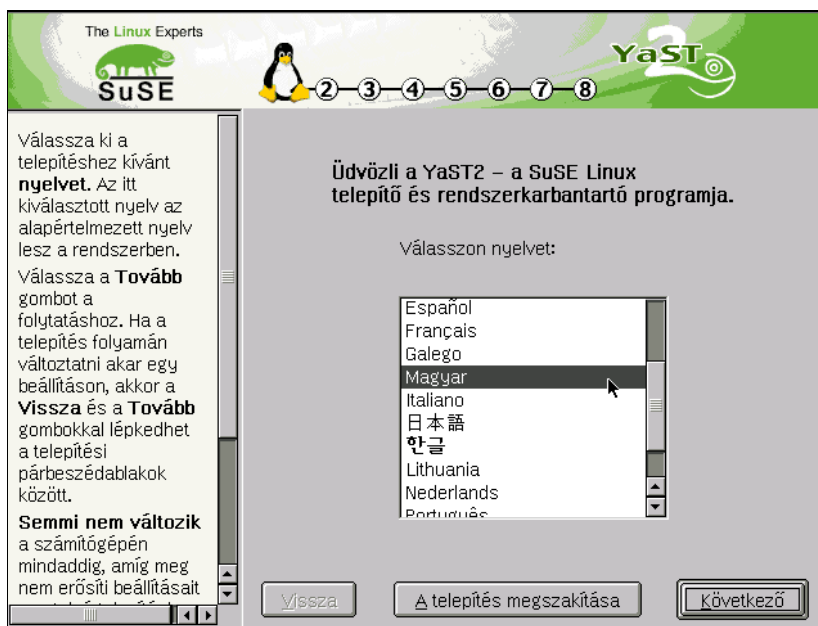 The Linux Experts
SuSE
YaST
2
2 3 4 5 6 7 8
Válassza ki a
telepítéshez kívánt
nyelvet. Az itt
kiválasztott nyelv az
alapértelmezett nyelv
lesz a rendszerben.
Válassza a Tovább
gombot a
folytatáshoz. Ha a
telepítés folyamán
változtatni akar egy
beállításon, akkor a
Vissza és a Tovább
gombokkal lépkedhet
a telepítési
párbeszédablakok
között.
Semmi nem változik
a számítógépén
mindaddig, amíg meg
nem erősíti beállításait
Üdvözli a YaST2 – a SuSE Linux
telepítő és rendszerkarbantartó programja.
Válasszon nyelvet:
Español
Français
Galego
Magyar
Italiano
日本語
한글
Lithuania
Nederlands
Português
Vissza
A telepítés megszakítása
Következő